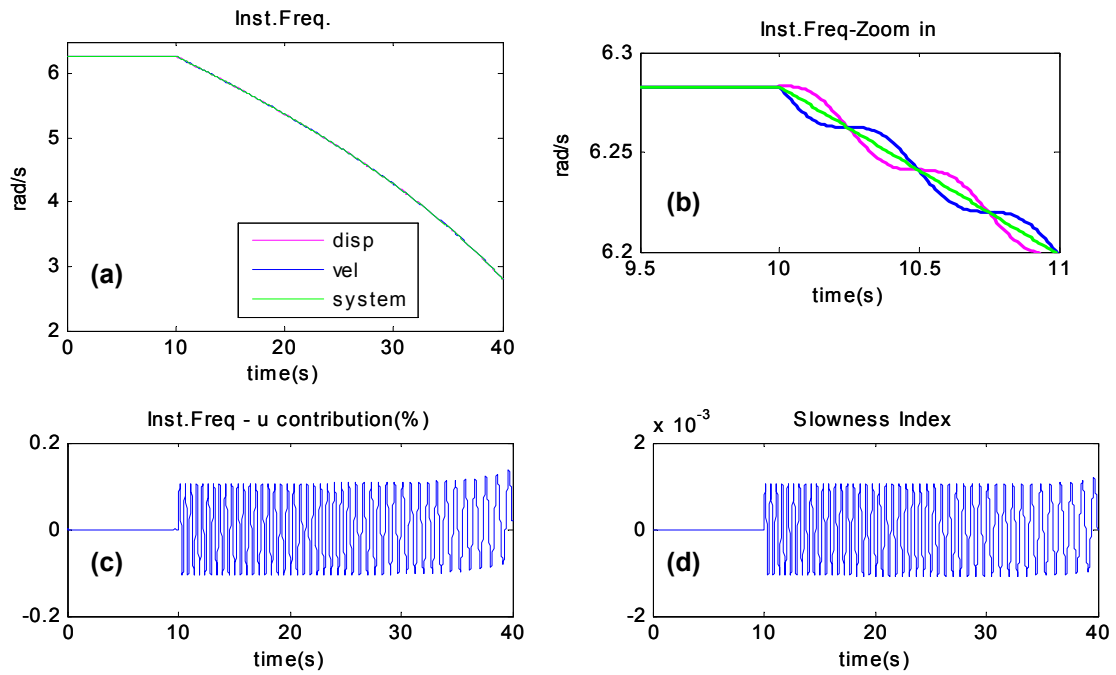 Inst.Freq.
rad/s
6
5
4
3
2
0
10
20
30
40
time(s)
(a)
disp
vel
system
Inst.Freq-Zoom in
rad/s
6.3
6.25
6.2
9.5
10
10.5
11
time(s)
(b)
Inst.Freq - u contribution(%)
0.2
0
-0.2
0
10
20
30
40
time(s)
(c)
Slowness Index
x 10-3
2
0
-2
0
10
20
30
40
time(s)
(d)